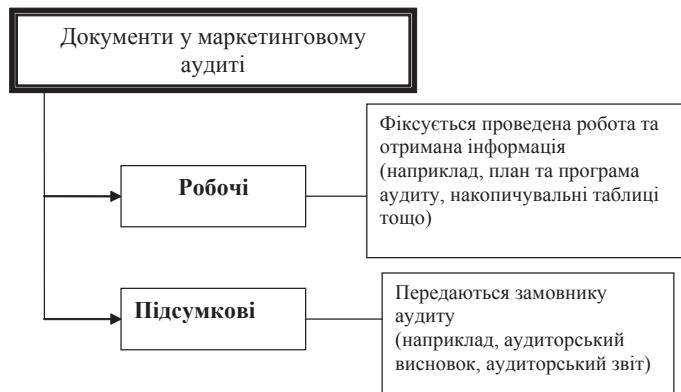 Документи у маркетинговому
аудиті
Фіксується проведена робота та
отримана інформація
(наприклад, план та програма
аудиту, накопичувальні таблиці
тощо)
Робочі
Передаються замовнику
аудиту
(наприклад, аудиторський
висновок, аудиторський звіт)
Підсумкові